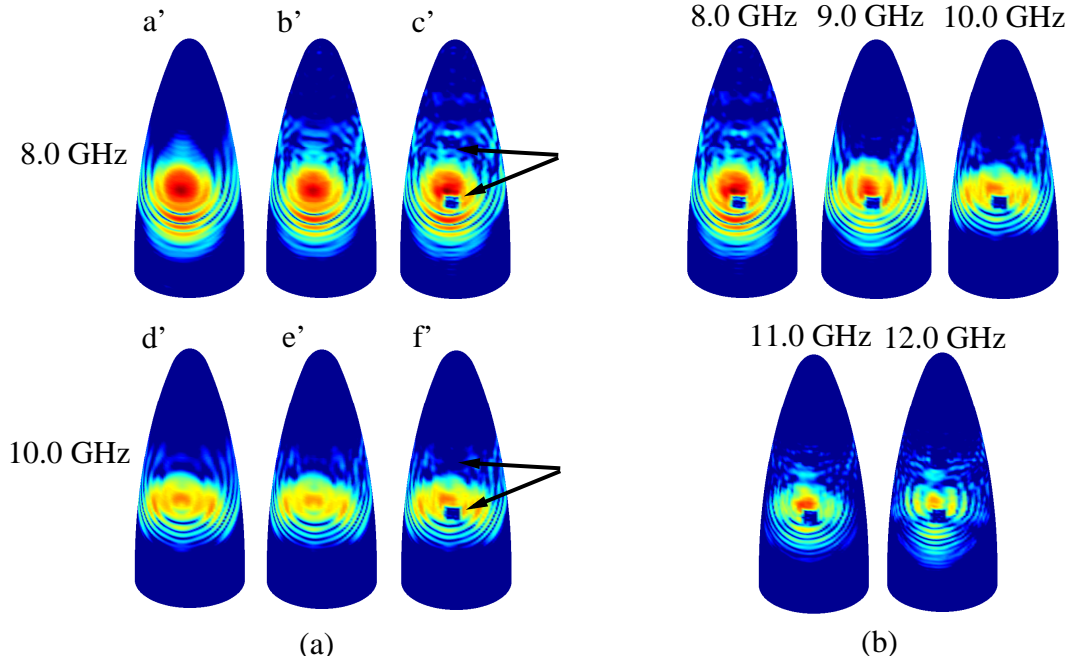 a’ b’ c’
8.0 GHz
d’ e’ f’
10.0 GHz
(a)
8.0 GHz 9.0 GHz 10.0 GHz
11.0 GHz 12.0 GHz
(b)